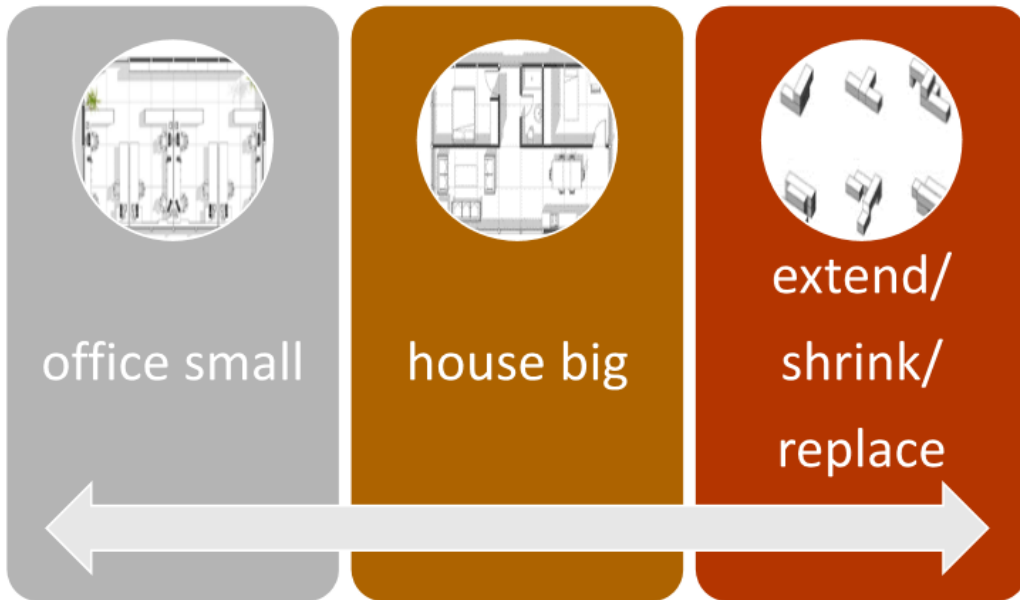 office small
house big
extend/
shrink/
replace